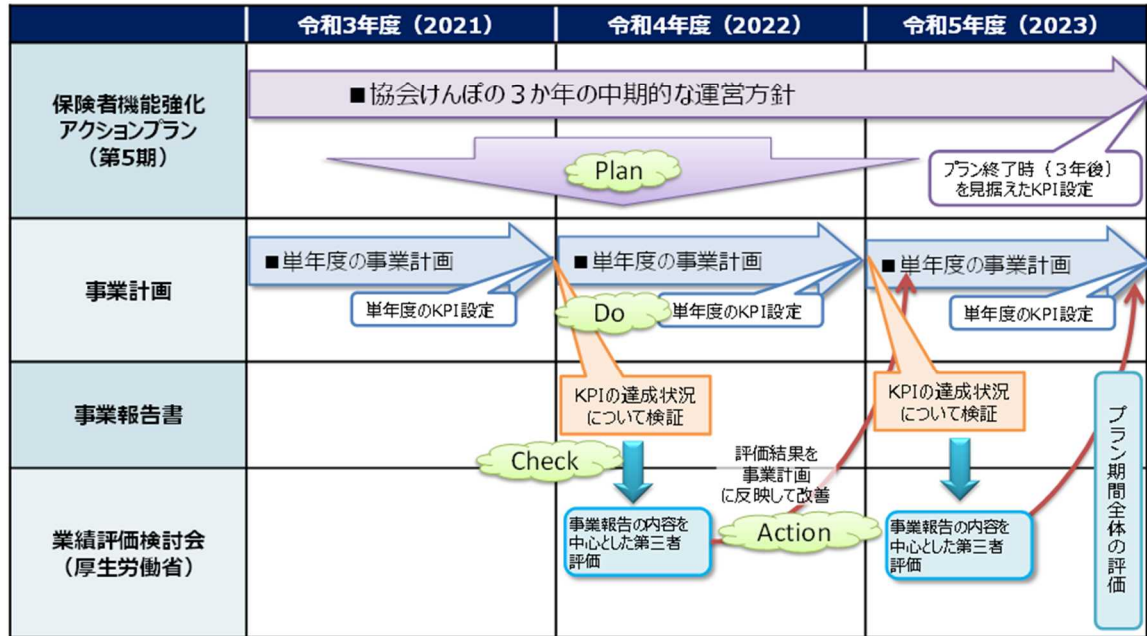 令和3年度（2021）
令和4年度（2022）
令和5年度（2023）
保険者機能強化
アクションプラン
（第5期）
■協会けんぽの３か年の中期的な運営方針
Plan
プラン終了時（３年後）
を見据えたKPI設定
事業計画
■単年度の事業計画
単年度のKPI設定
■単年度の事業計画
Do
単年度のKPI設定
■単年度の事業計画
単年度のKPI設定
事業報告書
KPIの達成状況
について検証
KPIの達成状況
について検証
Check
評価結果を
事業計画
に反映して改善
Action
業績評価検討会
（厚生労働省）
事業報告の内容を
中心とした第三者
評価
事業報告の内容を
中心とした第三者
評価
プラン期間全体の評価